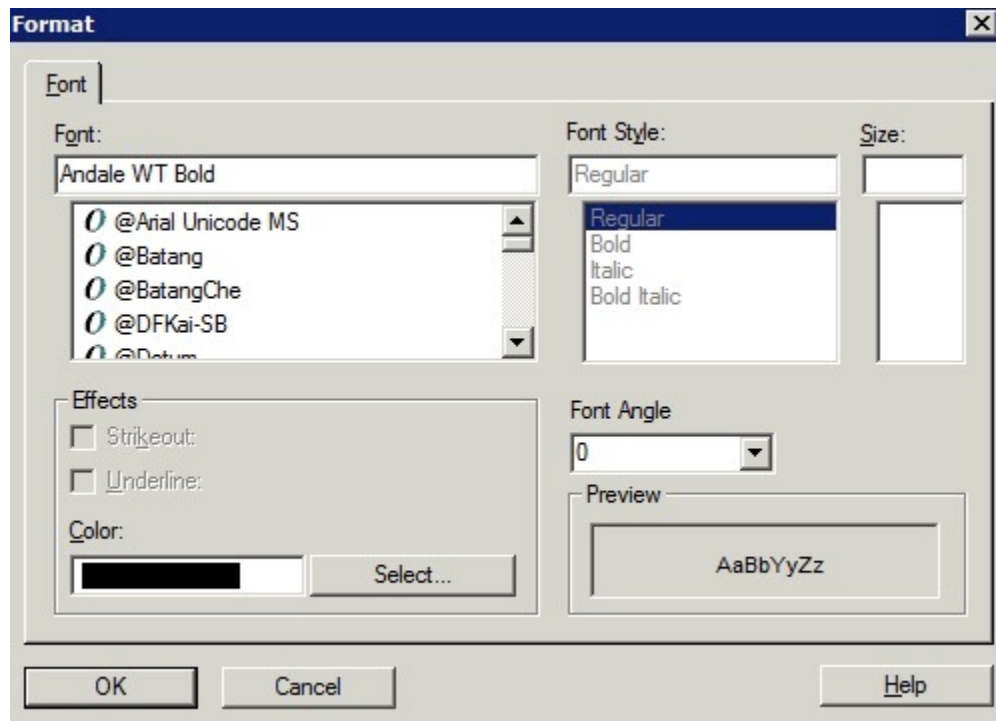 Format
Font
Font:
Andale WT Bold
@Arial Unicode MS
@Batang
@BatangChe
@DFKai-SB
@Dotum
Font Style:
Regular
Regular
Bold
Italic
Bold Italic
Size:
Effects
Strikeout:
Underline:
Color:
Select...
Font Angle
0
Preview
AaBbYyZz
OK
Cancel
Help